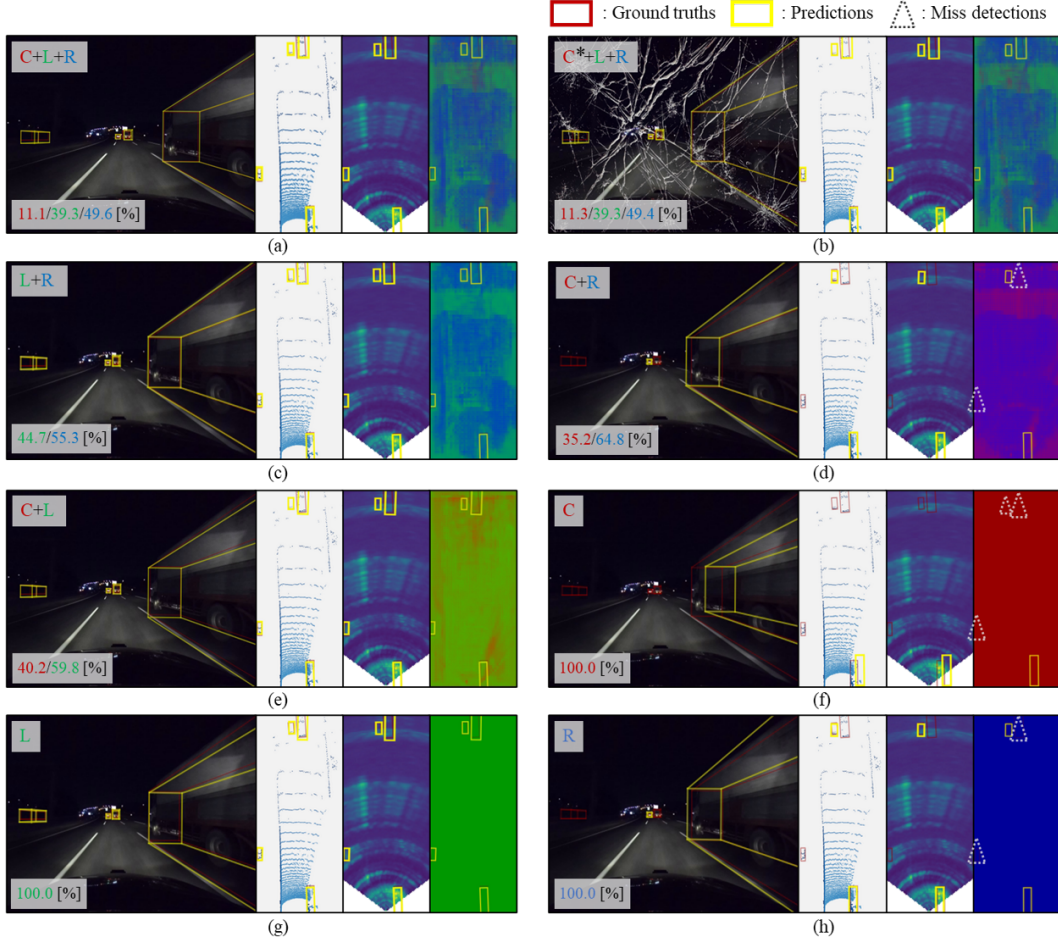 : Ground truths : Predictions : Miss detections
C+L+R
11.1/39.3/49.6 [%]
(a)
C*+L+R
11.3/39.3/49.4 [%]
(b)
L+R
44.7/55.3 [%]
(c)
C+R
35.2/64.8 [%]
(d)
C+L
40.2/59.8 [%]
(e)
C
100.0 [%]
(f)
L
100.0 [%]
(g)
R
100.0 [%]
(h)